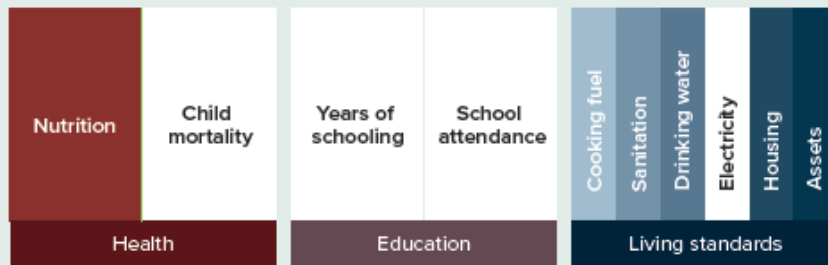 Nutrition
Child
mortality
Years of
schooling
School
attendance
Cooking fuel
Sanitation
Drinking water
Electricity
Housing
Assets
Health
Education
Living standards